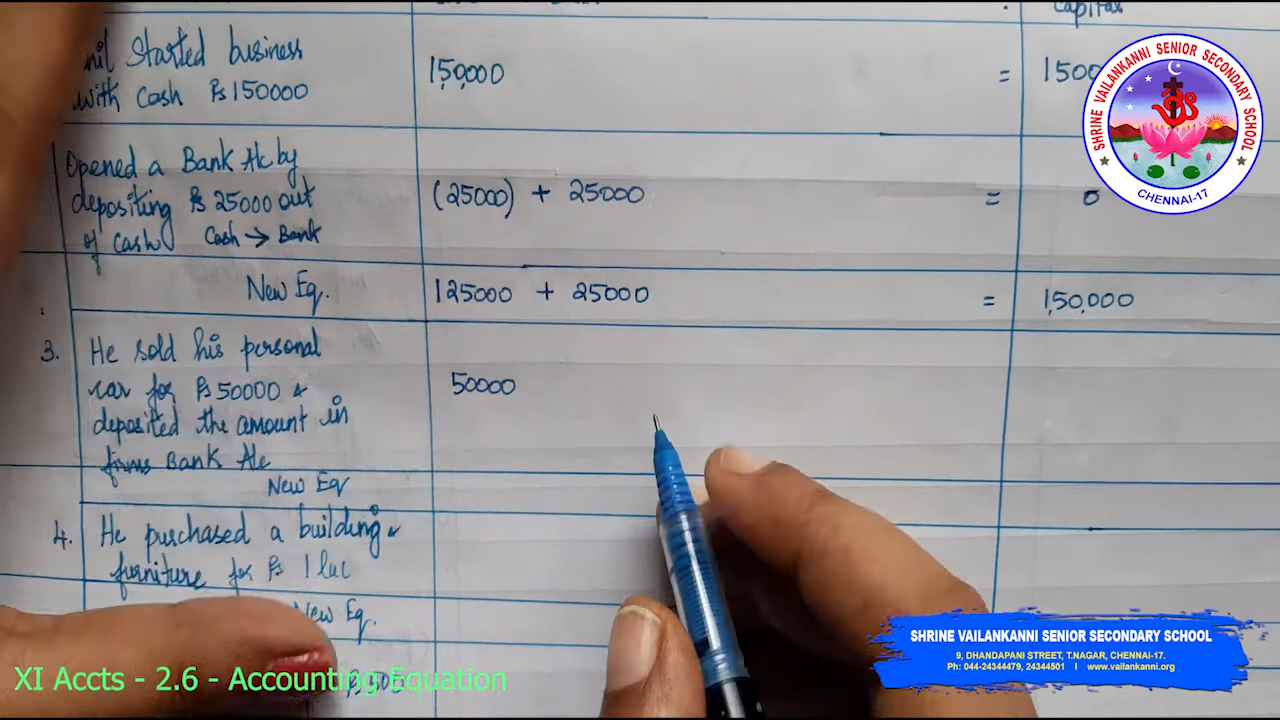 Capital
Started business
with cash ₨ 150000
150,000
=
Opened a Bank A/c by
depositing ₨ 25000 out
of cash Cash → Bank
(25000) + 25000
=
0
New Eq.
125000 + 25000
=
1,50,000
3. He sold his personal
car for ₨ 50000 &
deposited the amount in
firms Bank A/c
50000
New Eq
4. He purchased a building &
furniture for ₨ 1 lac
New Eq.
SHRINE VAILANKANNI SENIOR SECONDARY SCHOOL
CHENNAI-17
SHRINE VAILANKANNI SENIOR SECONDARY SCHOOL
9, DHANDAPANI STREET, T.NAGAR, CHENNAI-17.
Ph: 044-24344479, 24344501 I www.vailankanni.org
XI Accts - 2.6 - Accounting Equation